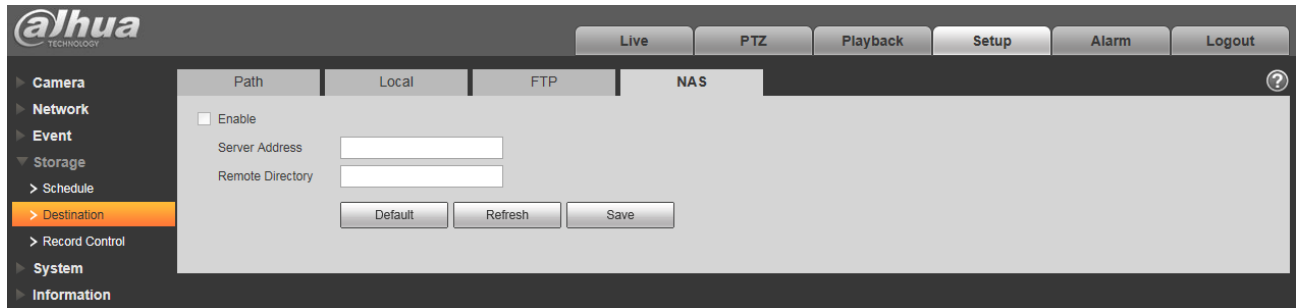 alhua
TECHNOLOGY
Live PTZ Playback Setup Alarm Logout
Camera
Network
Event
Storage
> Schedule
> Destination
> Record Control
System
Information
Path Local FTP NAS ?
Enable
Server Address
Remote Directory
Default Refresh Save